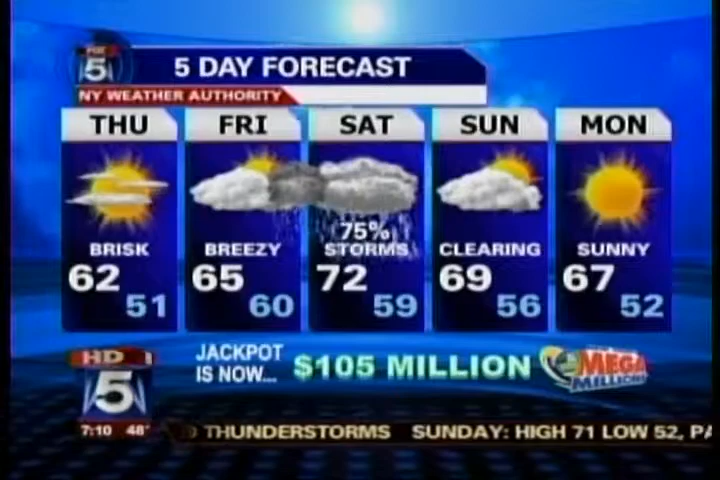 FOX 5
5 DAY FORECAST
NY WEATHER AUTHORITY
THU FRI SAT SUN MON
75%
BRISK BREEZY STORMS CLEARING SUNNY
62 65 72 69 67
51 60 59 56 52
HD 5
JACKPOT IS NOW...
$105 MILLION
MEGA MILLIONS
7:10 48°
THUNDERSTORMS SUNDAY: HIGH 71 LOW 52, PA